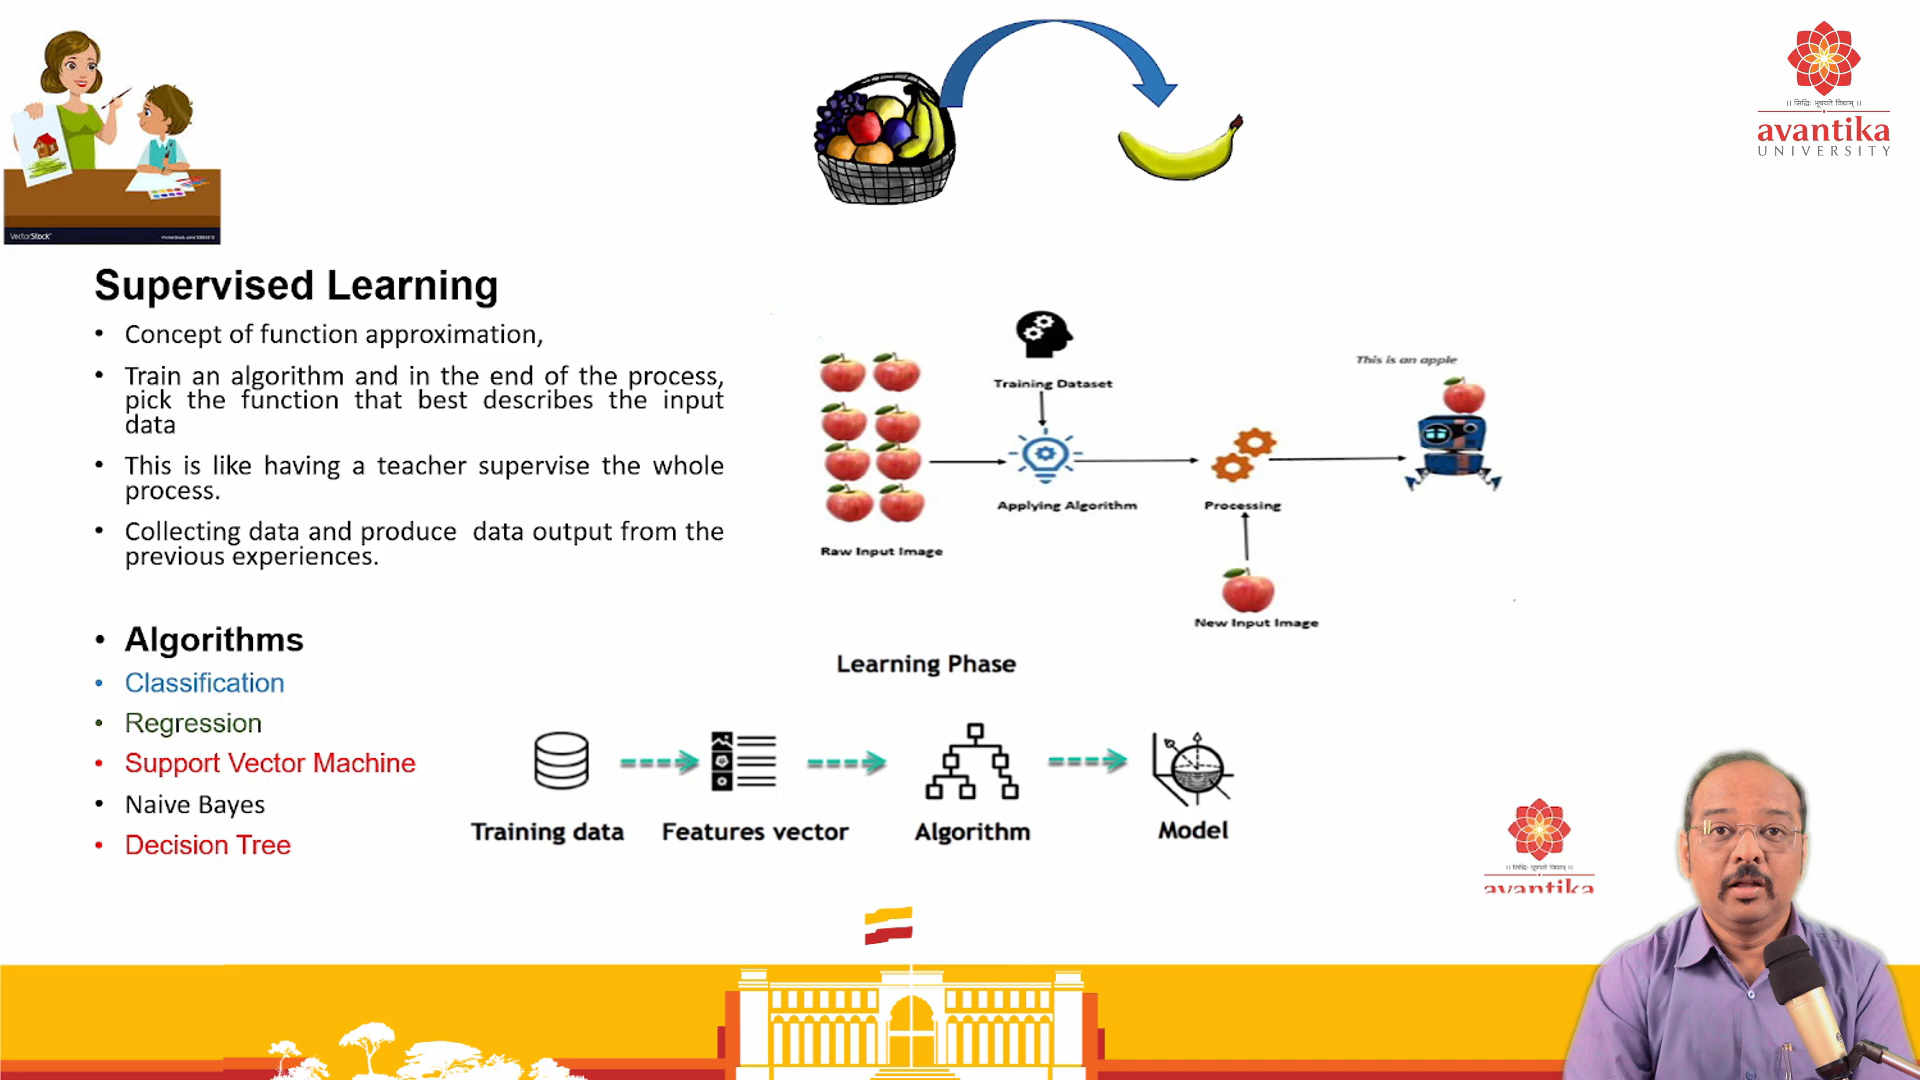 VectorStock®
|| सिद्धिः भूषयते विद्याम् ||
avantika
UNIVERSITY
Supervised Learning
• Concept of function approximation,
• Train an algorithm and in the end of the process,
pick the function that best describes the input
data
• This is like having a teacher supervise the whole
process.
• Collecting data and produce data output from the
previous experiences.
• Algorithms
• Classification
• Regression
• Support Vector Machine
• Naive Bayes
• Decision Tree
Training Dataset
This is an apple
Applying Algorithm
Processing
Raw Input Image
New Input Image
Learning Phase
Training data
Features vector
Algorithm
Model
|| सिद्धिः भूषयते विद्याम् ||
avantika